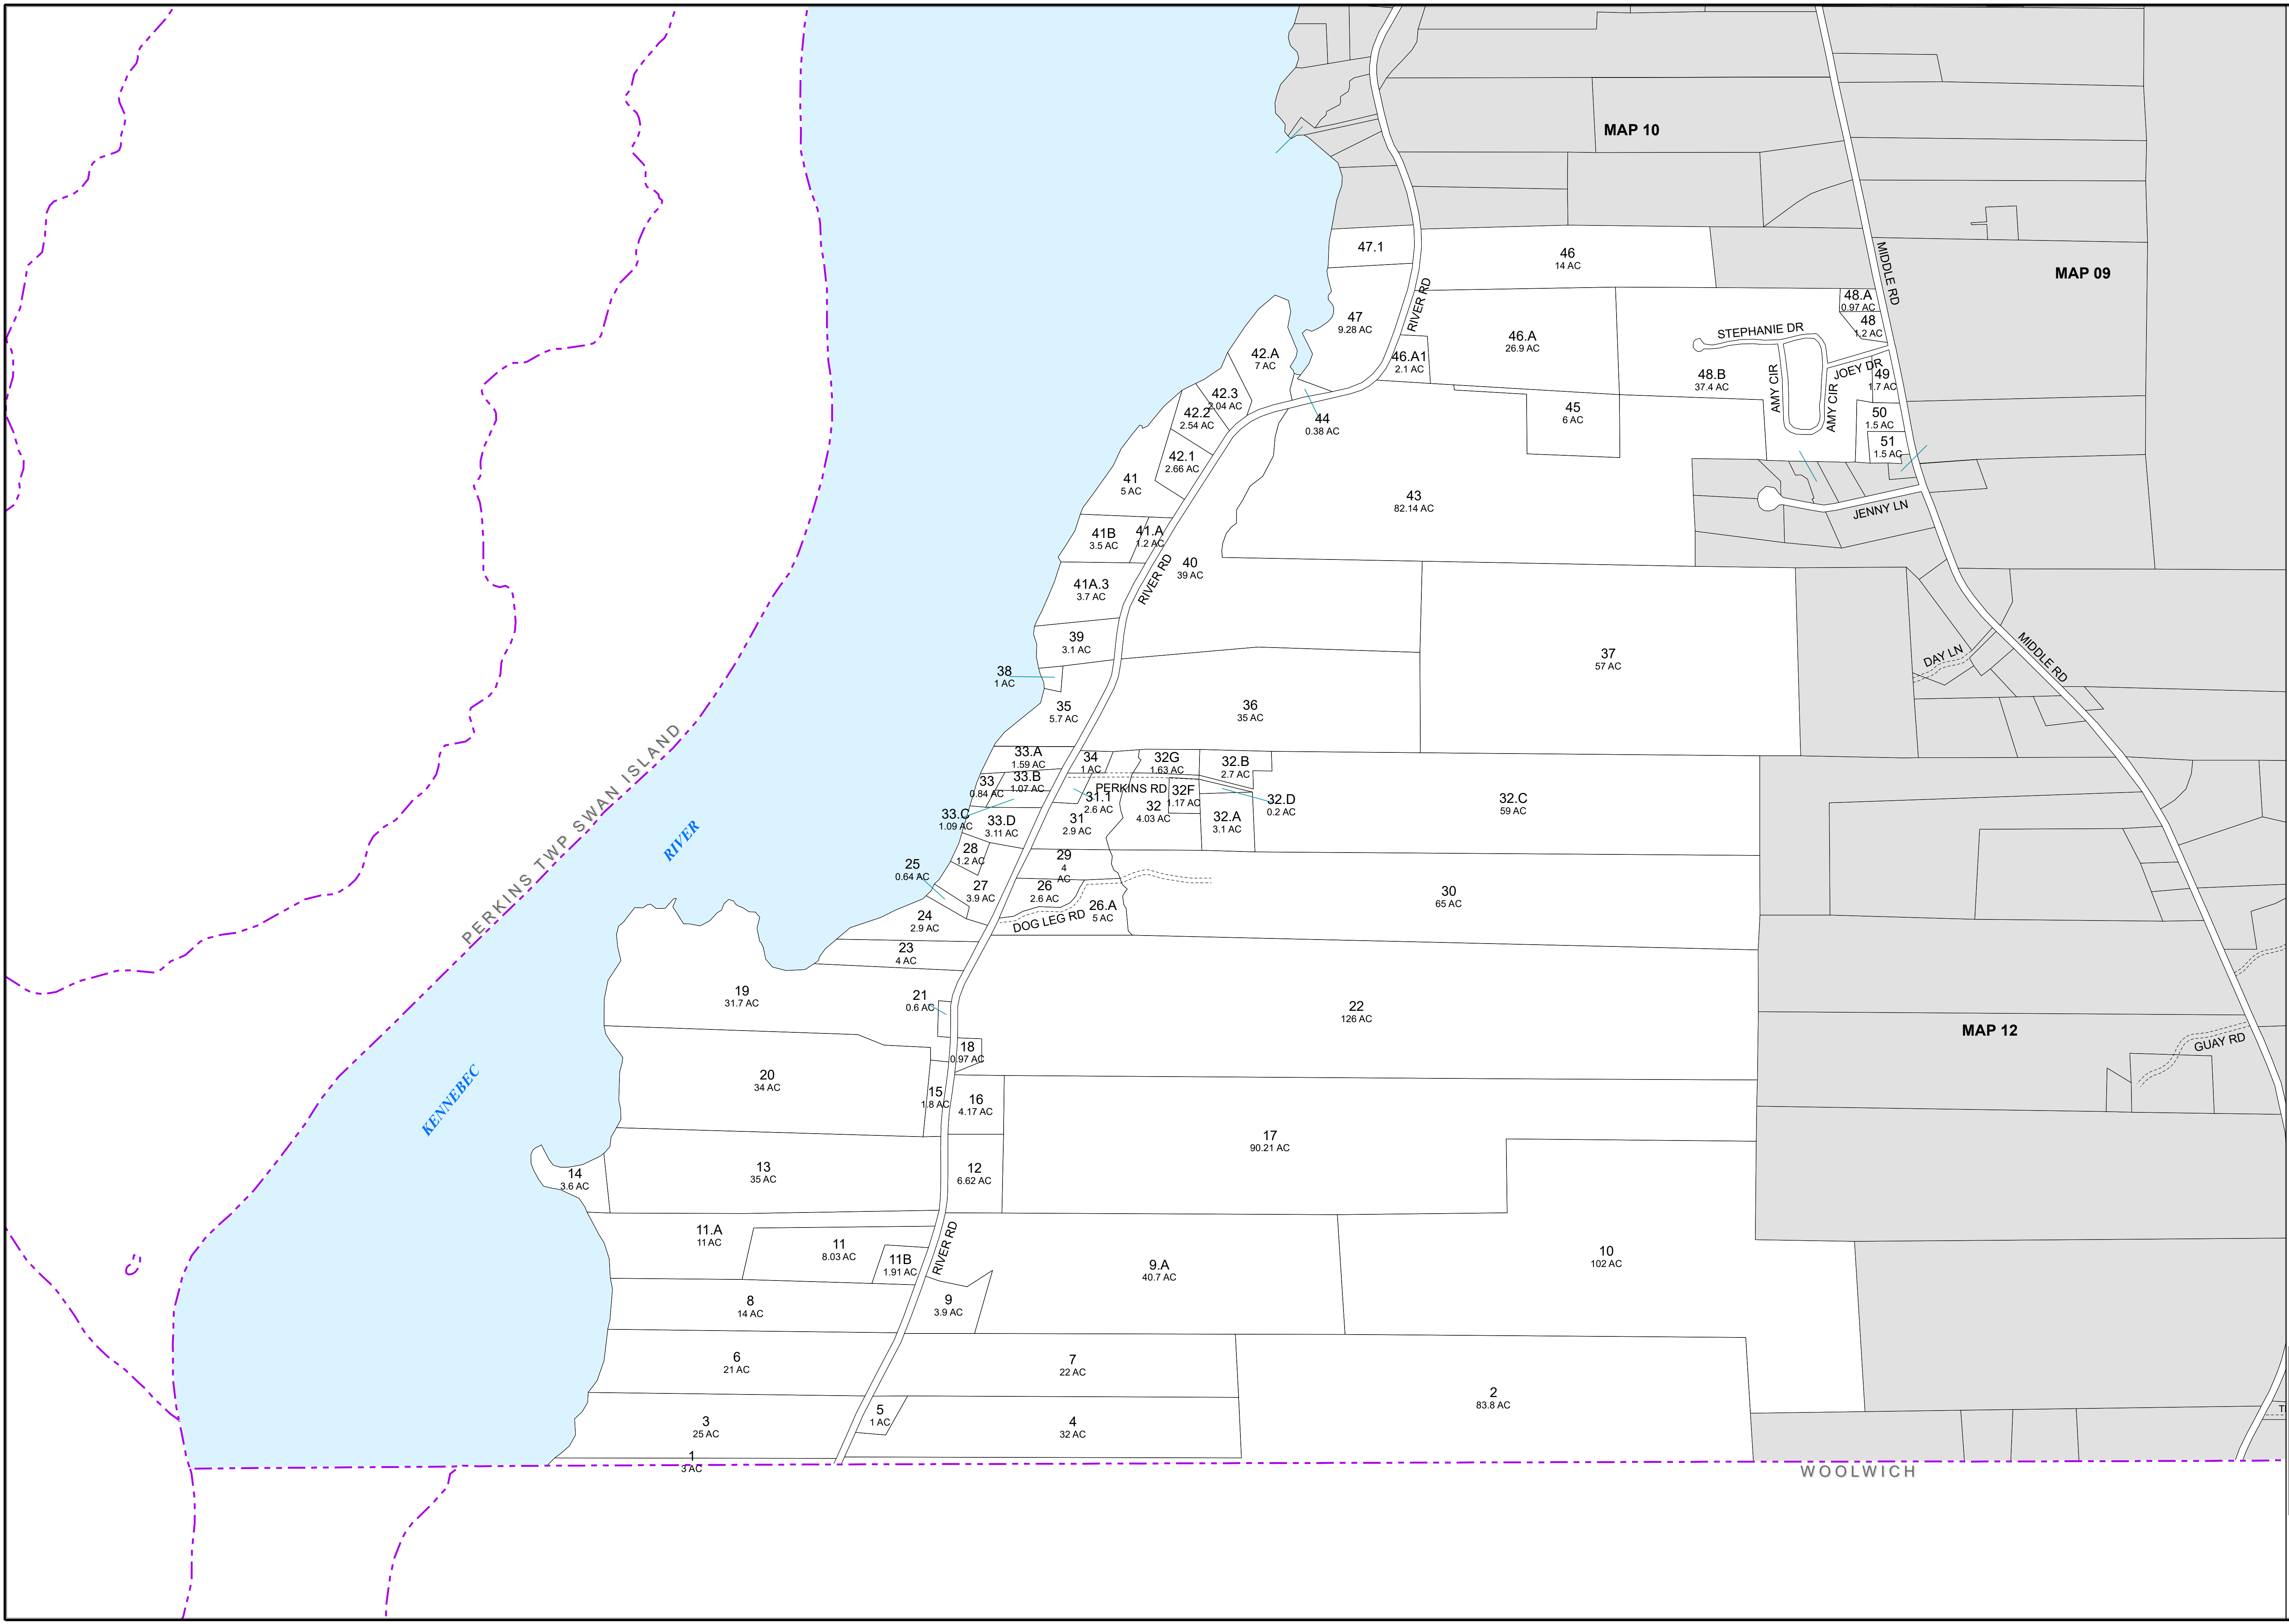 MAP 10
47.1
46
14 AC
MIDDLE RD
MAP 09
RIVER RD
47
9.28 AC
48.A
0.97 AC
48
1.2 AC
STEPHANIE DR
46.A
26.9 AC
42.A
7 AC
46.A1
2.1 AC
48.B
37.4 AC
AMY CIR
JOEY DR
AMY CIR
49
1.7 AC
42.3
2.04 AC
42.2
2.54 AC
44
0.38 AC
45
6 AC
50
1.5 AC
51
1.5 AC
42.1
2.66 AC
41
5 AC
43
82.14 AC
JENNY LN
41B
3.5 AC
41.A
1.2 AC
RIVER RD
40
39 AC
41A.3
3.7 AC
39
3.1 AC
37
57 AC
DAY LN
MIDDLE RD
38
1 AC
35
5.7 AC
36
35 AC
33.A
1.59 AC
34
1 AC
32G
1.63 AC
32.B
2.7 AC
33
0.84 AC
33.B
1.07 AC
PERKINS RD
31.1
2.6 AC
32F
1.17 AC
32
4.03 AC
32.D
0.2 AC
32.C
59 AC
33.C
1.09 AC
33.D
3.11 AC
31
2.9 AC
32.A
3.1 AC
PERKINS TWP SWAN ISLAND
RIVER
28
1.2 AC
25
0.64 AC
29
4
AC
27
3.9 AC
26
2.6 AC
30
65 AC
26.A
5 AC
DOG LEG RD
24
2.9 AC
23
4 AC
19
31.7 AC
21
0.6 AC
22
126 AC
MAP 12
GUAY RD
18
0.97 AC
20
34 AC
KENNEBEC
15
1.8 AC
16
4.17 AC
17
90.21 AC
14
3.6 AC
13
35 AC
12
6.62 AC
11.A
11 AC
11
8.03 AC
11B
1.91 AC
RIVER RD
9.A
40.7 AC
10
102 AC
8
14 AC
9
3.9 AC
6
21 AC
7
22 AC
2
83.8 AC
5
1 AC
3
25 AC
4
32 AC
1
3 AC
WOOLWICH